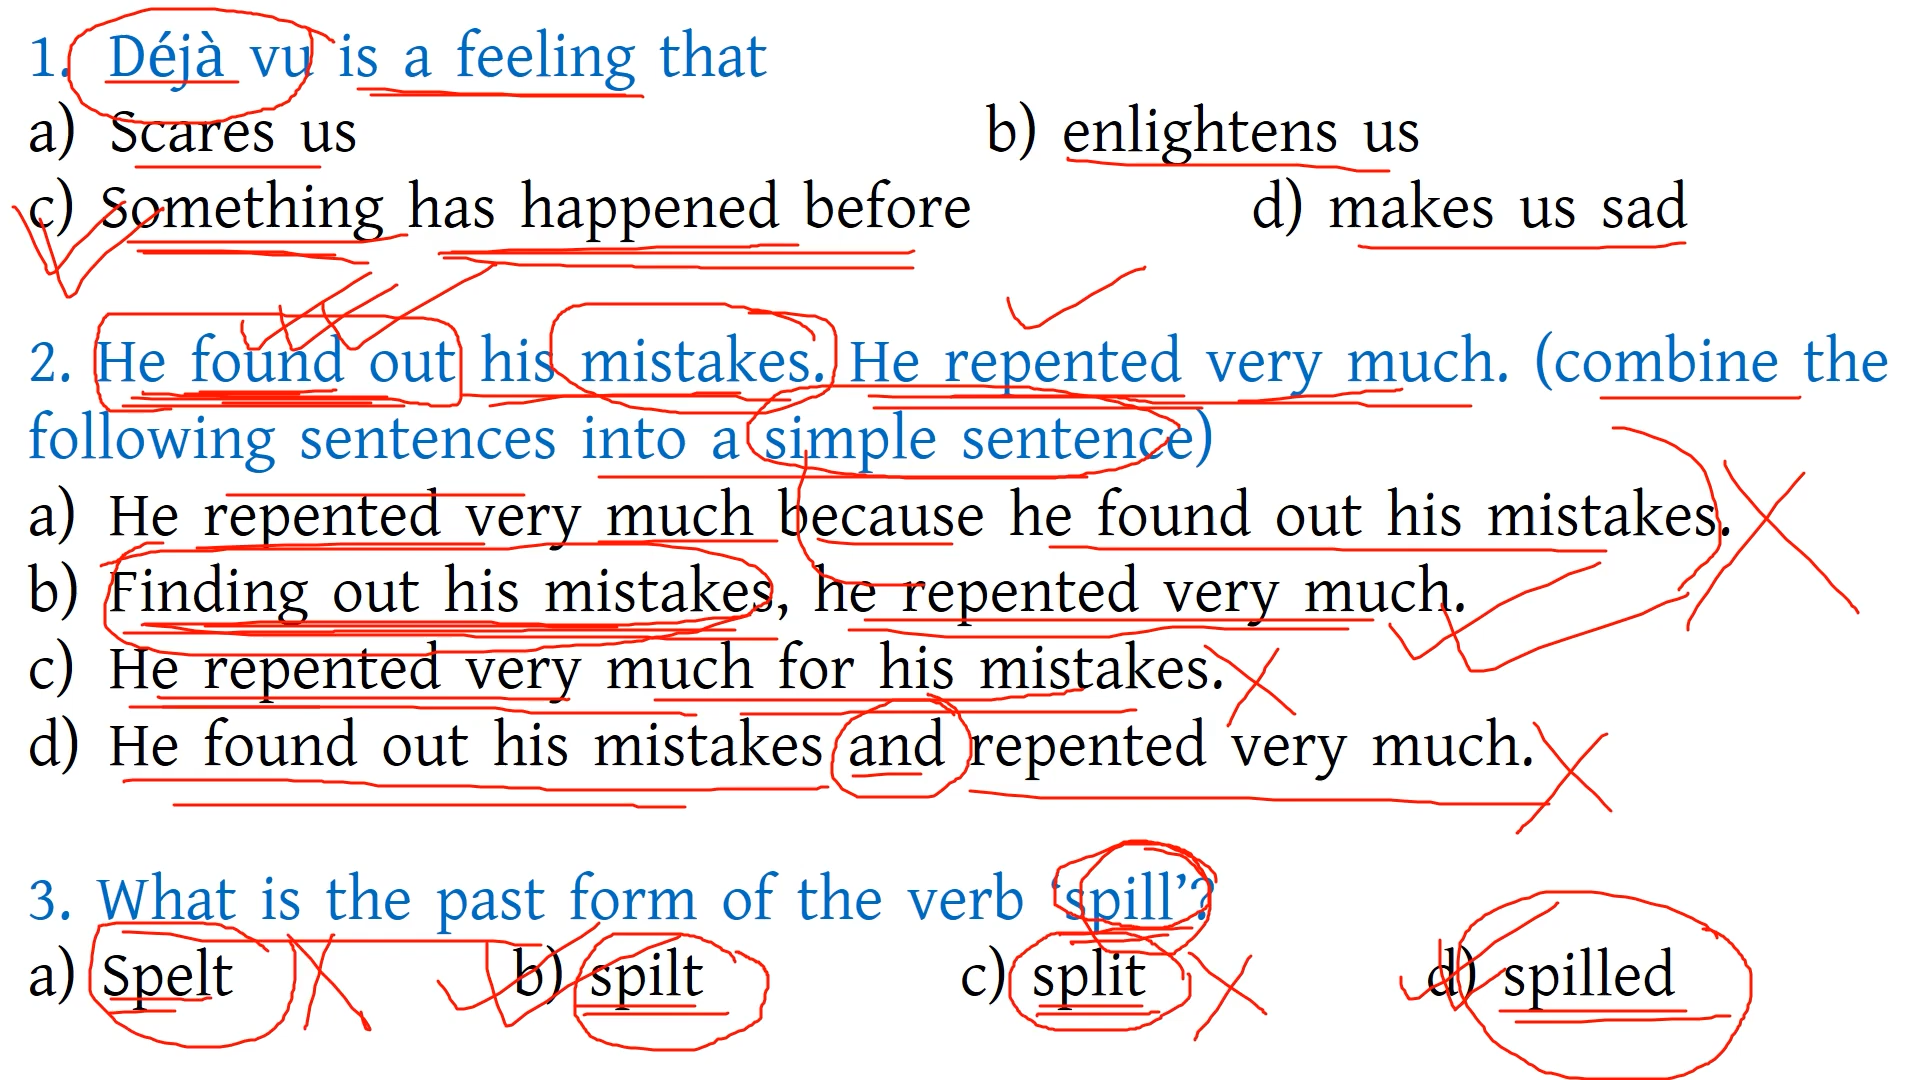 1. Déjà vu is a feeling that
a) Scares us b) enlightens us
c) Something has happened before d) makes us sad
2. He found out his mistakes. He repented very much. (combine the
following sentences into a simple sentence)
a) He repented very much because he found out his mistakes.
b) Finding out his mistakes, he repented very much.
c) He repented very much for his mistakes.
d) He found out his mistakes and repented very much.
3. What is the past form of the verb ‘spill’?
a) Spelt b) spilt c) split d) spilled